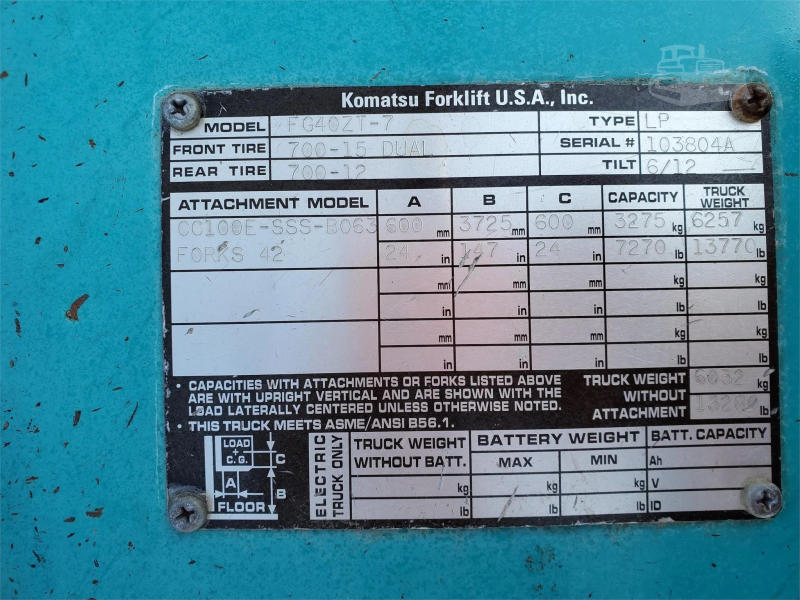 Komatsu Forklift U.S.A., Inc.
MODEL FG40ZT-7 TYPE LP
FRONT TIRE 700-15 DUAL SERIAL # 103804A
REAR TIRE 700-12 TILT 6/12
ATTACHMENT MODEL A B C CAPACITY TRUCK WEIGHT
CC100E-SSS-B063 600 mm 3725 mm 600 mm 3275 kg 6257 kg
FORKS 42 24 in 147 in 24 in 7270 lb 13770 lb
mm mm mm kg kg
in in in lb lb
mm mm mm kg kg
in in in lb lb
• CAPACITIES WITH ATTACHMENTS OR FORKS LISTED ABOVE
ARE WITH UPRIGHT VERTICAL AND ARE SHOWN WITH THE
LOAD LATERALLY CENTERED UNLESS OTHERWISE NOTED.
• THIS TRUCK MEETS ASME/ANSI B56.1.
TRUCK WEIGHT 6032 kg
WITHOUT
ATTACHMENT lb
LOAD
+
C.G.
A
C
B
FLOOR
ELECTRIC
TRUCK ONLY
TRUCK WEIGHT BATTERY WEIGHT BATT. CAPACITY
WITHOUT BATT. MAX MIN Ah
kg kg kg V
lb lb lb ID